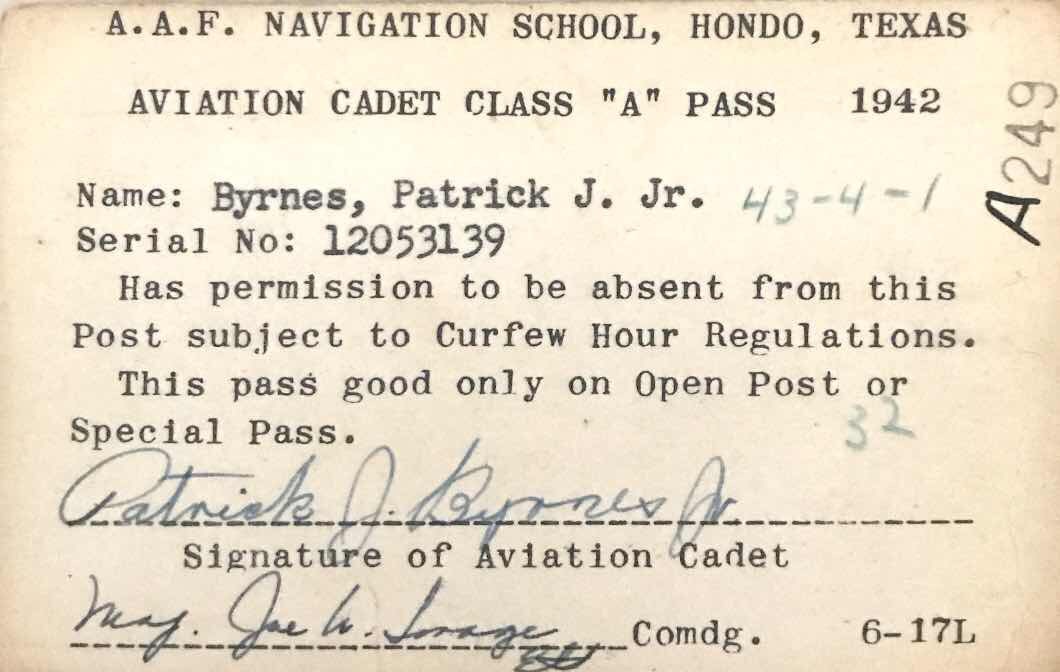 A.A.F. NAVIGATION SCHOOL, HONDO, TEXAS
AVIATION CADET CLASS "A" PASS 1942
A249
Name: Byrnes, Patrick J. Jr. 43-4-1
Serial No: 12053139
Has permission to be absent from this
Post subject to Curfew Hour Regulations.
This pass good only on Open Post or
Special Pass.
32
Patrick J. Byrnes Jr
Signature of Aviation Cadet
Maj. Joe W. Comdg. 6-17L